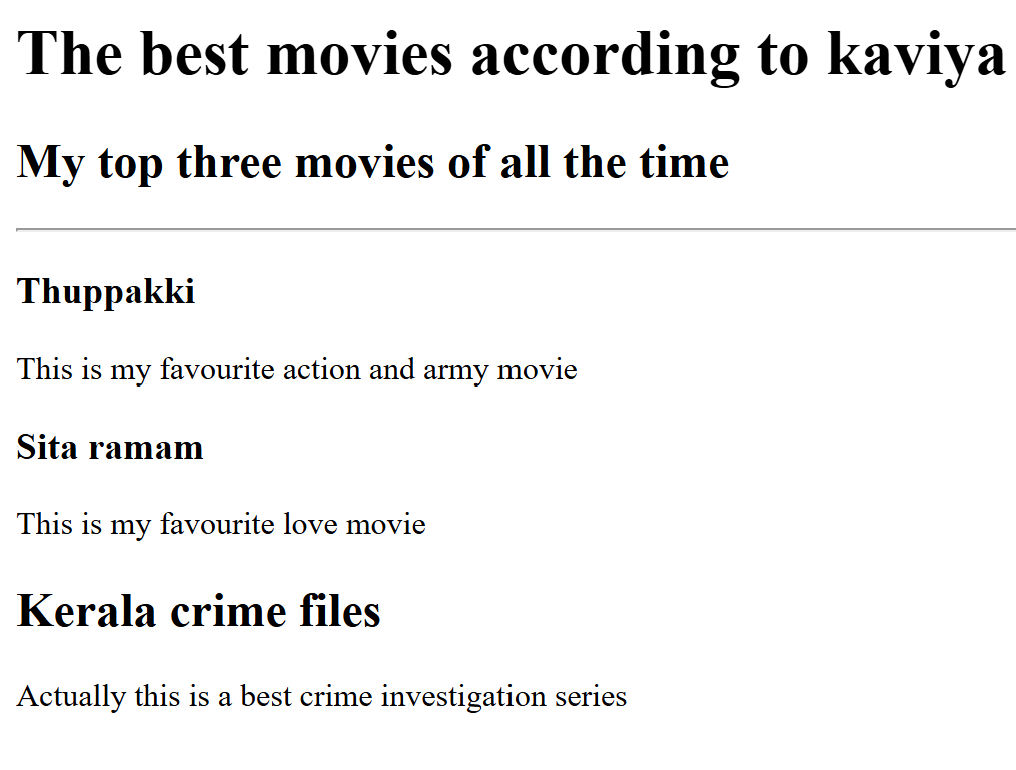 The best movies according to kaviya
My top three movies of all the time
Thuppakki
This is my favourite action and army movie
Sita ramam
This is my favourite love movie
Kerala crime files
Actually this is a best crime investigation series